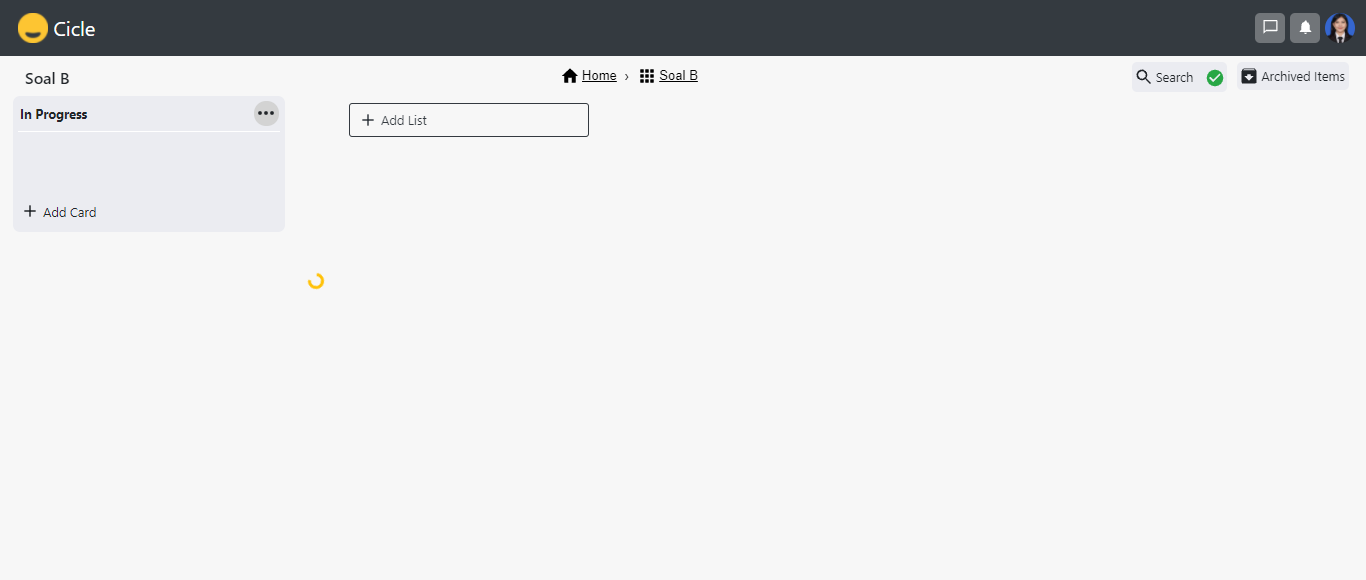 Cicle
Soal B
Home › Soal B
Search
Archived Items
In Progress
+ Add List
+ Add Card